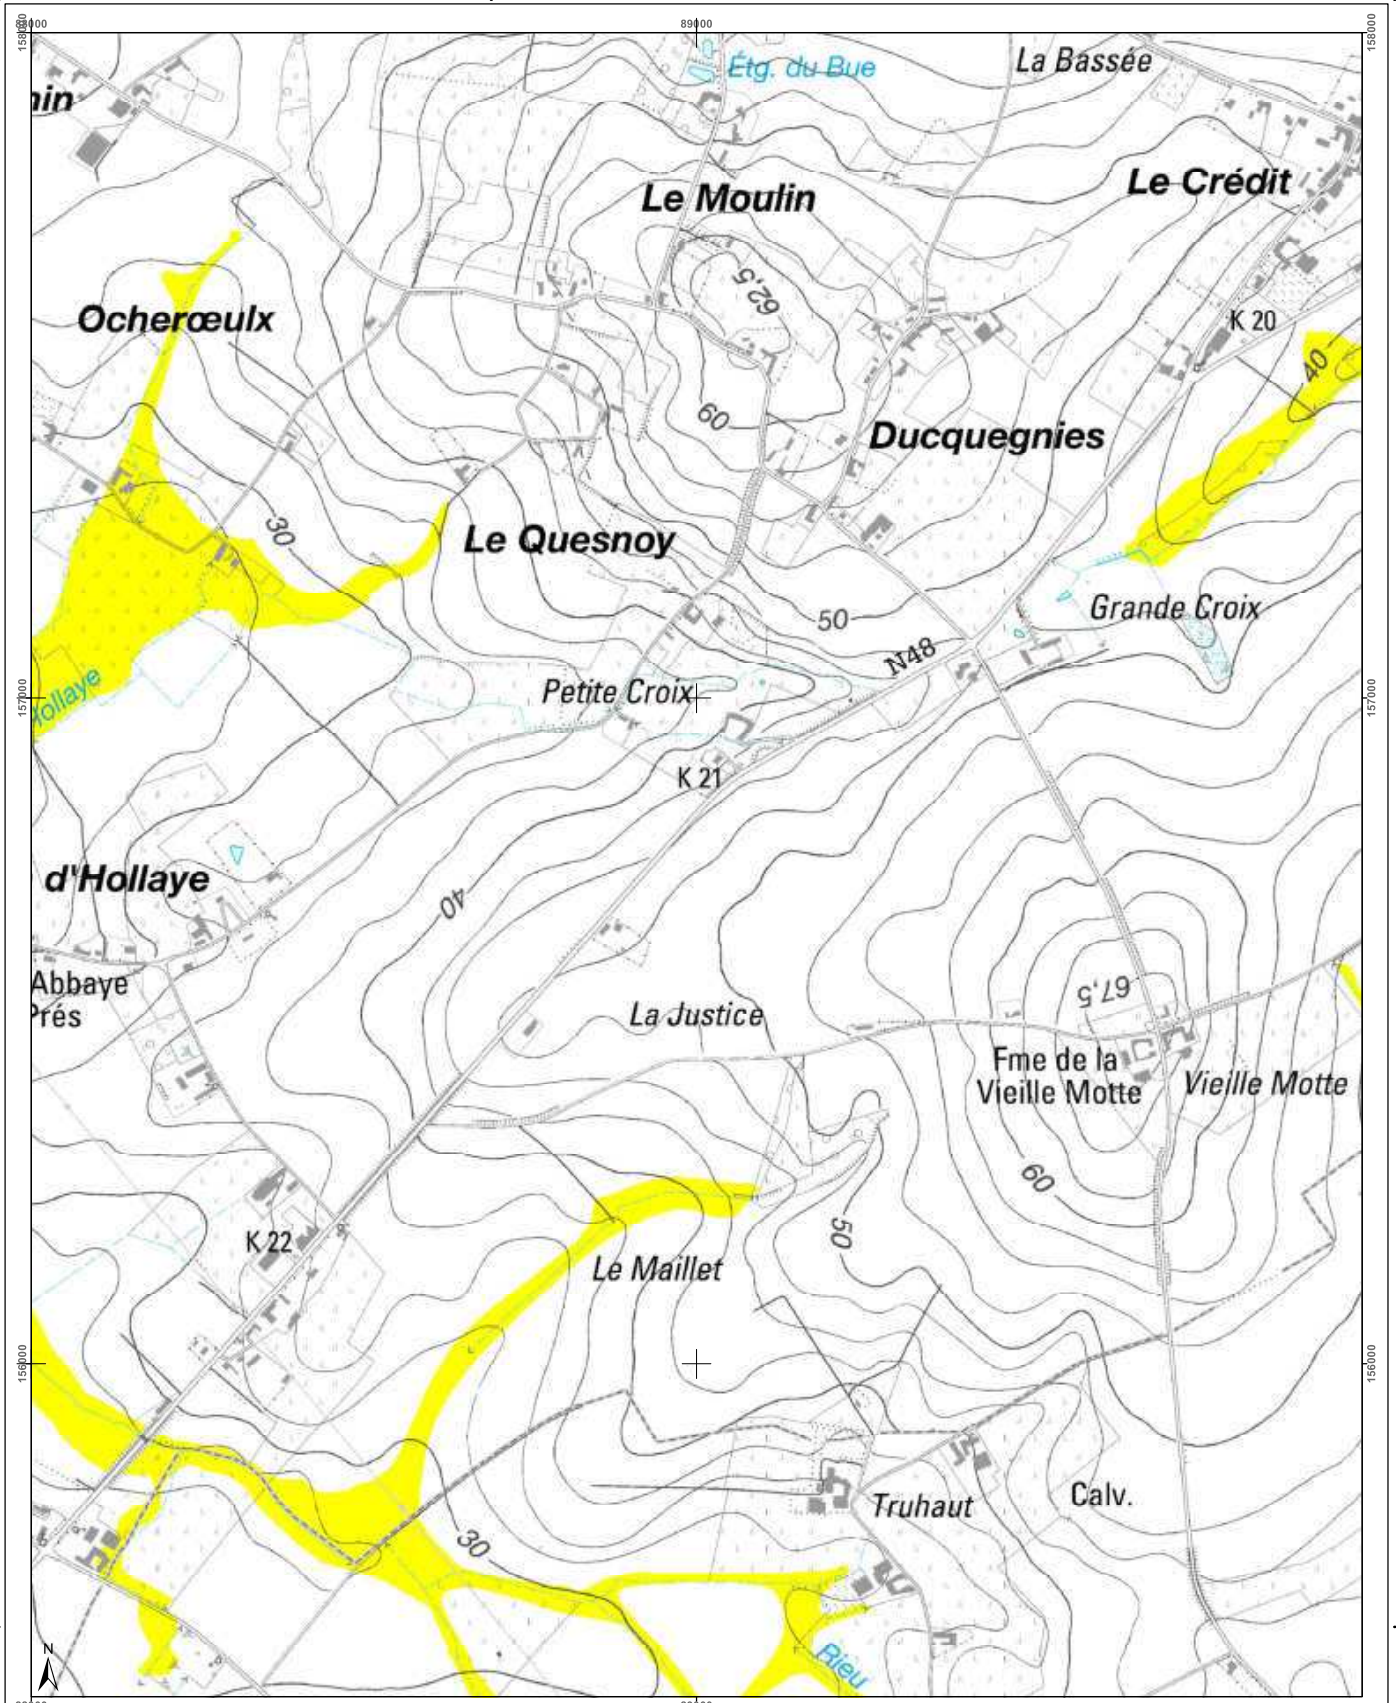 88000
89000
158000
158000
Étg. du Bue
La Bassée
Le Moulin
Le Crédit
62,5
Ocherœulx
K 20
40
60
Ducquegnies
30
Le Quesnoy
Grande Croix
50
N48
Hollaye
Petite Croix
157000
157000
K 21
d'Hollaye
40
Abbaye
Prés
67,5
La Justice
Fme de la
Vieille Motte
Vieille Motte
60
50
K 22
Le Maillet
156000
156000
Calv.
Truhaut
30
Rieu
N